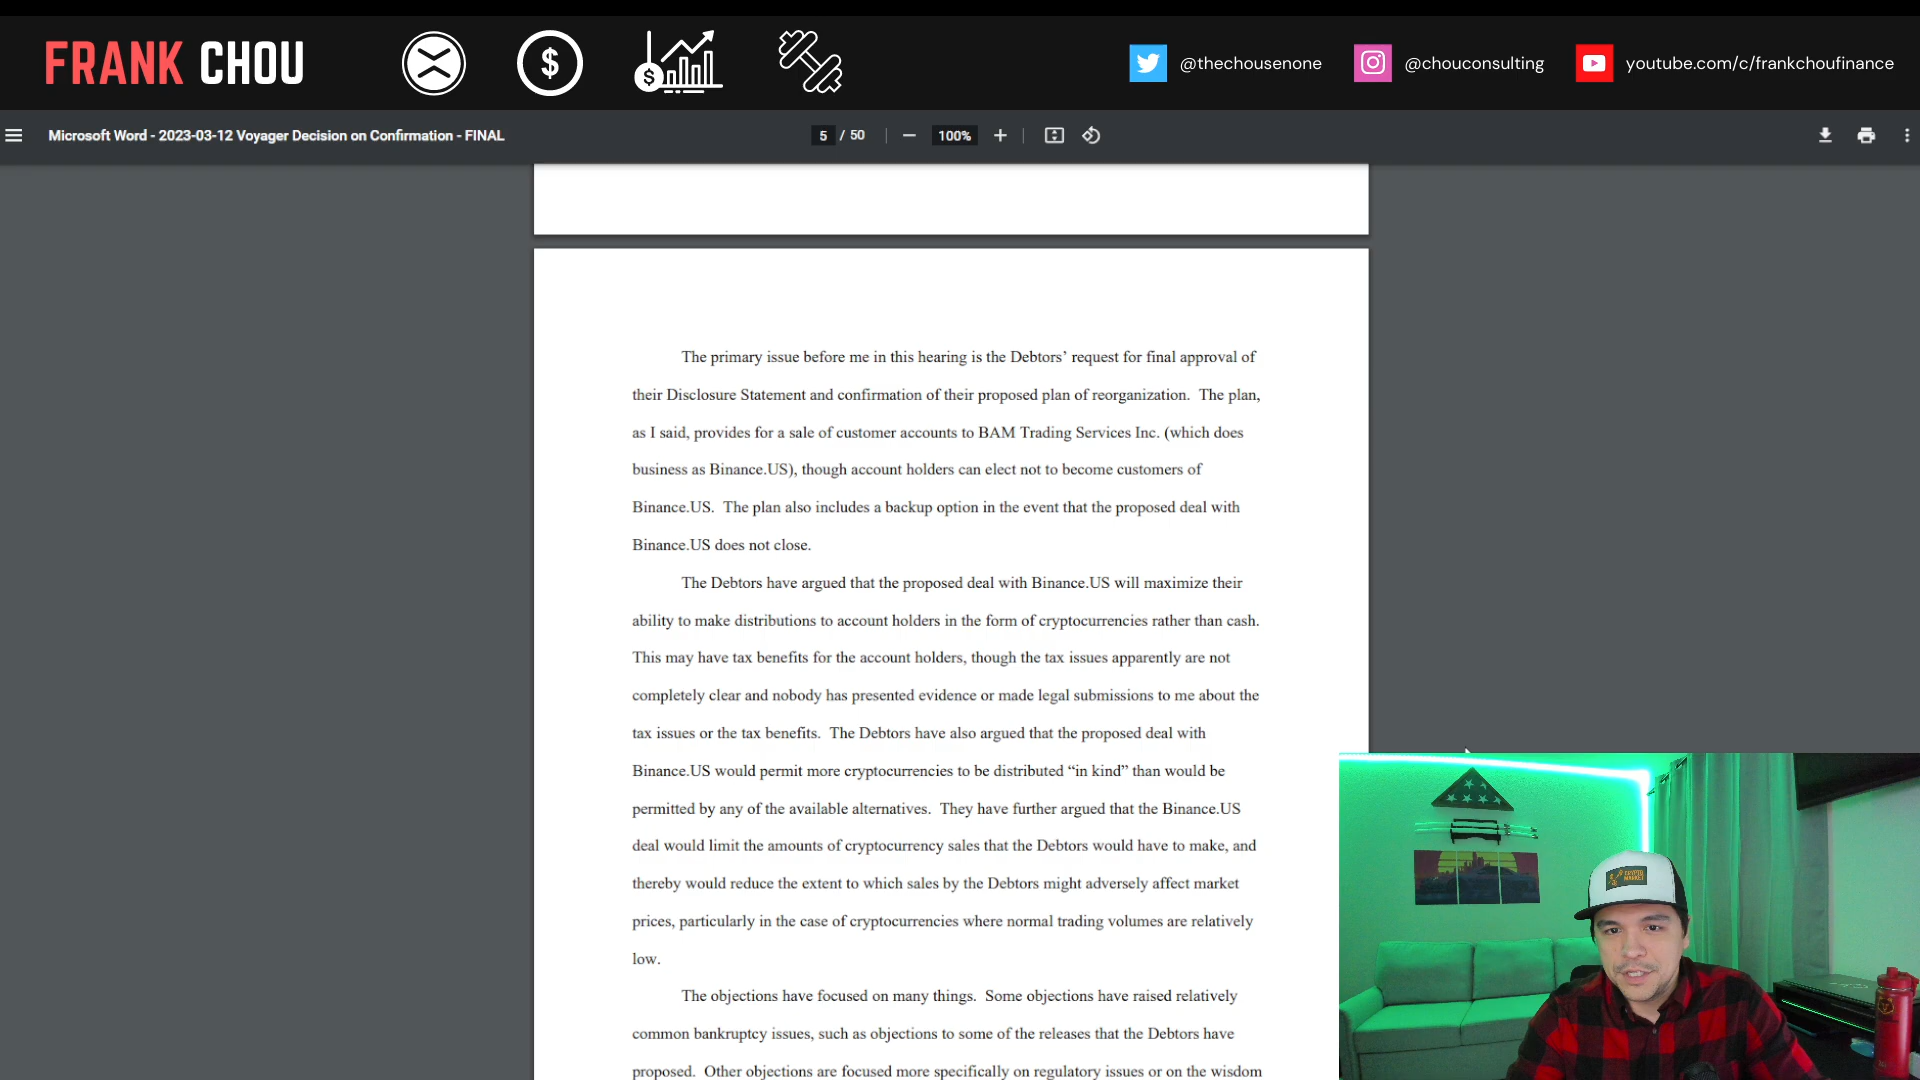 FRANK CHOU
@thechousenone
@chouconsulting
youtube.com/c/frankchoufinance
Microsoft Word - 2023-03-12 Voyager Decision on Confirmation - FINAL
5 / 50
100%
The primary issue before me in this hearing is the Debtors’ request for final approval of
their Disclosure Statement and confirmation of their proposed plan of reorganization. The plan,
as I said, provides for a sale of customer accounts to BAM Trading Services Inc. (which does
business as Binance.US), though account holders can elect not to become customers of
Binance.US. The plan also includes a backup option in the event that the proposed deal with
Binance.US does not close.
The Debtors have argued that the proposed deal with Binance.US will maximize their
ability to make distributions to account holders in the form of cryptocurrencies rather than cash.
This may have tax benefits for the account holders, though the tax issues apparently are not
completely clear and nobody has presented evidence or made legal submissions to me about the
tax issues or the tax benefits. The Debtors have also argued that the proposed deal with
Binance.US would permit more cryptocurrencies to be distributed “in kind” than would be
permitted by any of the available alternatives. They have further argued that the Binance.US
deal would limit the amounts of cryptocurrency sales that the Debtors would have to make, and
thereby would reduce the extent to which sales by the Debtors might adversely affect market
prices, particularly in the case of cryptocurrencies where normal trading volumes are relatively
low.
The objections have focused on many things. Some objections have raised relatively
common bankruptcy issues, such as objections to some of the releases that the Debtors have
proposed. Other objections are focused more specifically on regulatory issues or on the wisdom
CRYPTO
MARKET